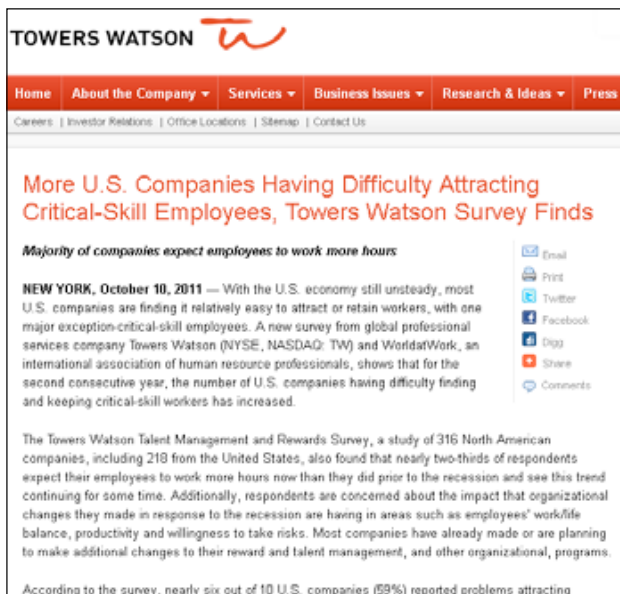 TOWERS WATSON
Home About the Company Services Business Issues Research & Ideas Press
Careers | Investor Relations | Office Locations | Sitemap | Contact Us
More U.S. Companies Having Difficulty Attracting
Critical-Skill Employees, Towers Watson Survey Finds
Majority of companies expect employees to work more hours
NEW YORK, October 10, 2011 — With the U.S. economy still unsteady, most
U.S. companies are finding it relatively easy to attract or retain workers, with one
major exception-critical-skill employees. A new survey from global professional
services company Towers Watson (NYSE, NASDAQ: TW) and WorldatWork, an
international association of human resource professionals, shows that for the
second consecutive year, the number of U.S. companies having difficulty finding
and keeping critical-skill workers has increased.
Email
Print
Twitter
Facebook
Digg
Share
Comments
The Towers Watson Talent Management and Rewards Survey, a study of 316 North American
companies, including 218 from the United States, also found that nearly two-thirds of respondents
expect their employees to work more hours now than they did prior to the recession and see this trend
continuing for some time. Additionally, respondents are concerned about the impact that organizational
changes they made in response to the recession are having in areas such as employees' work/life
balance, productivity and willingness to take risks. Most companies have already made or are planning
to make additional changes to their reward and talent management, and other organizational, programs.
According to the survey, nearly six out of 10 U.S. companies (59%) reported problems attracting